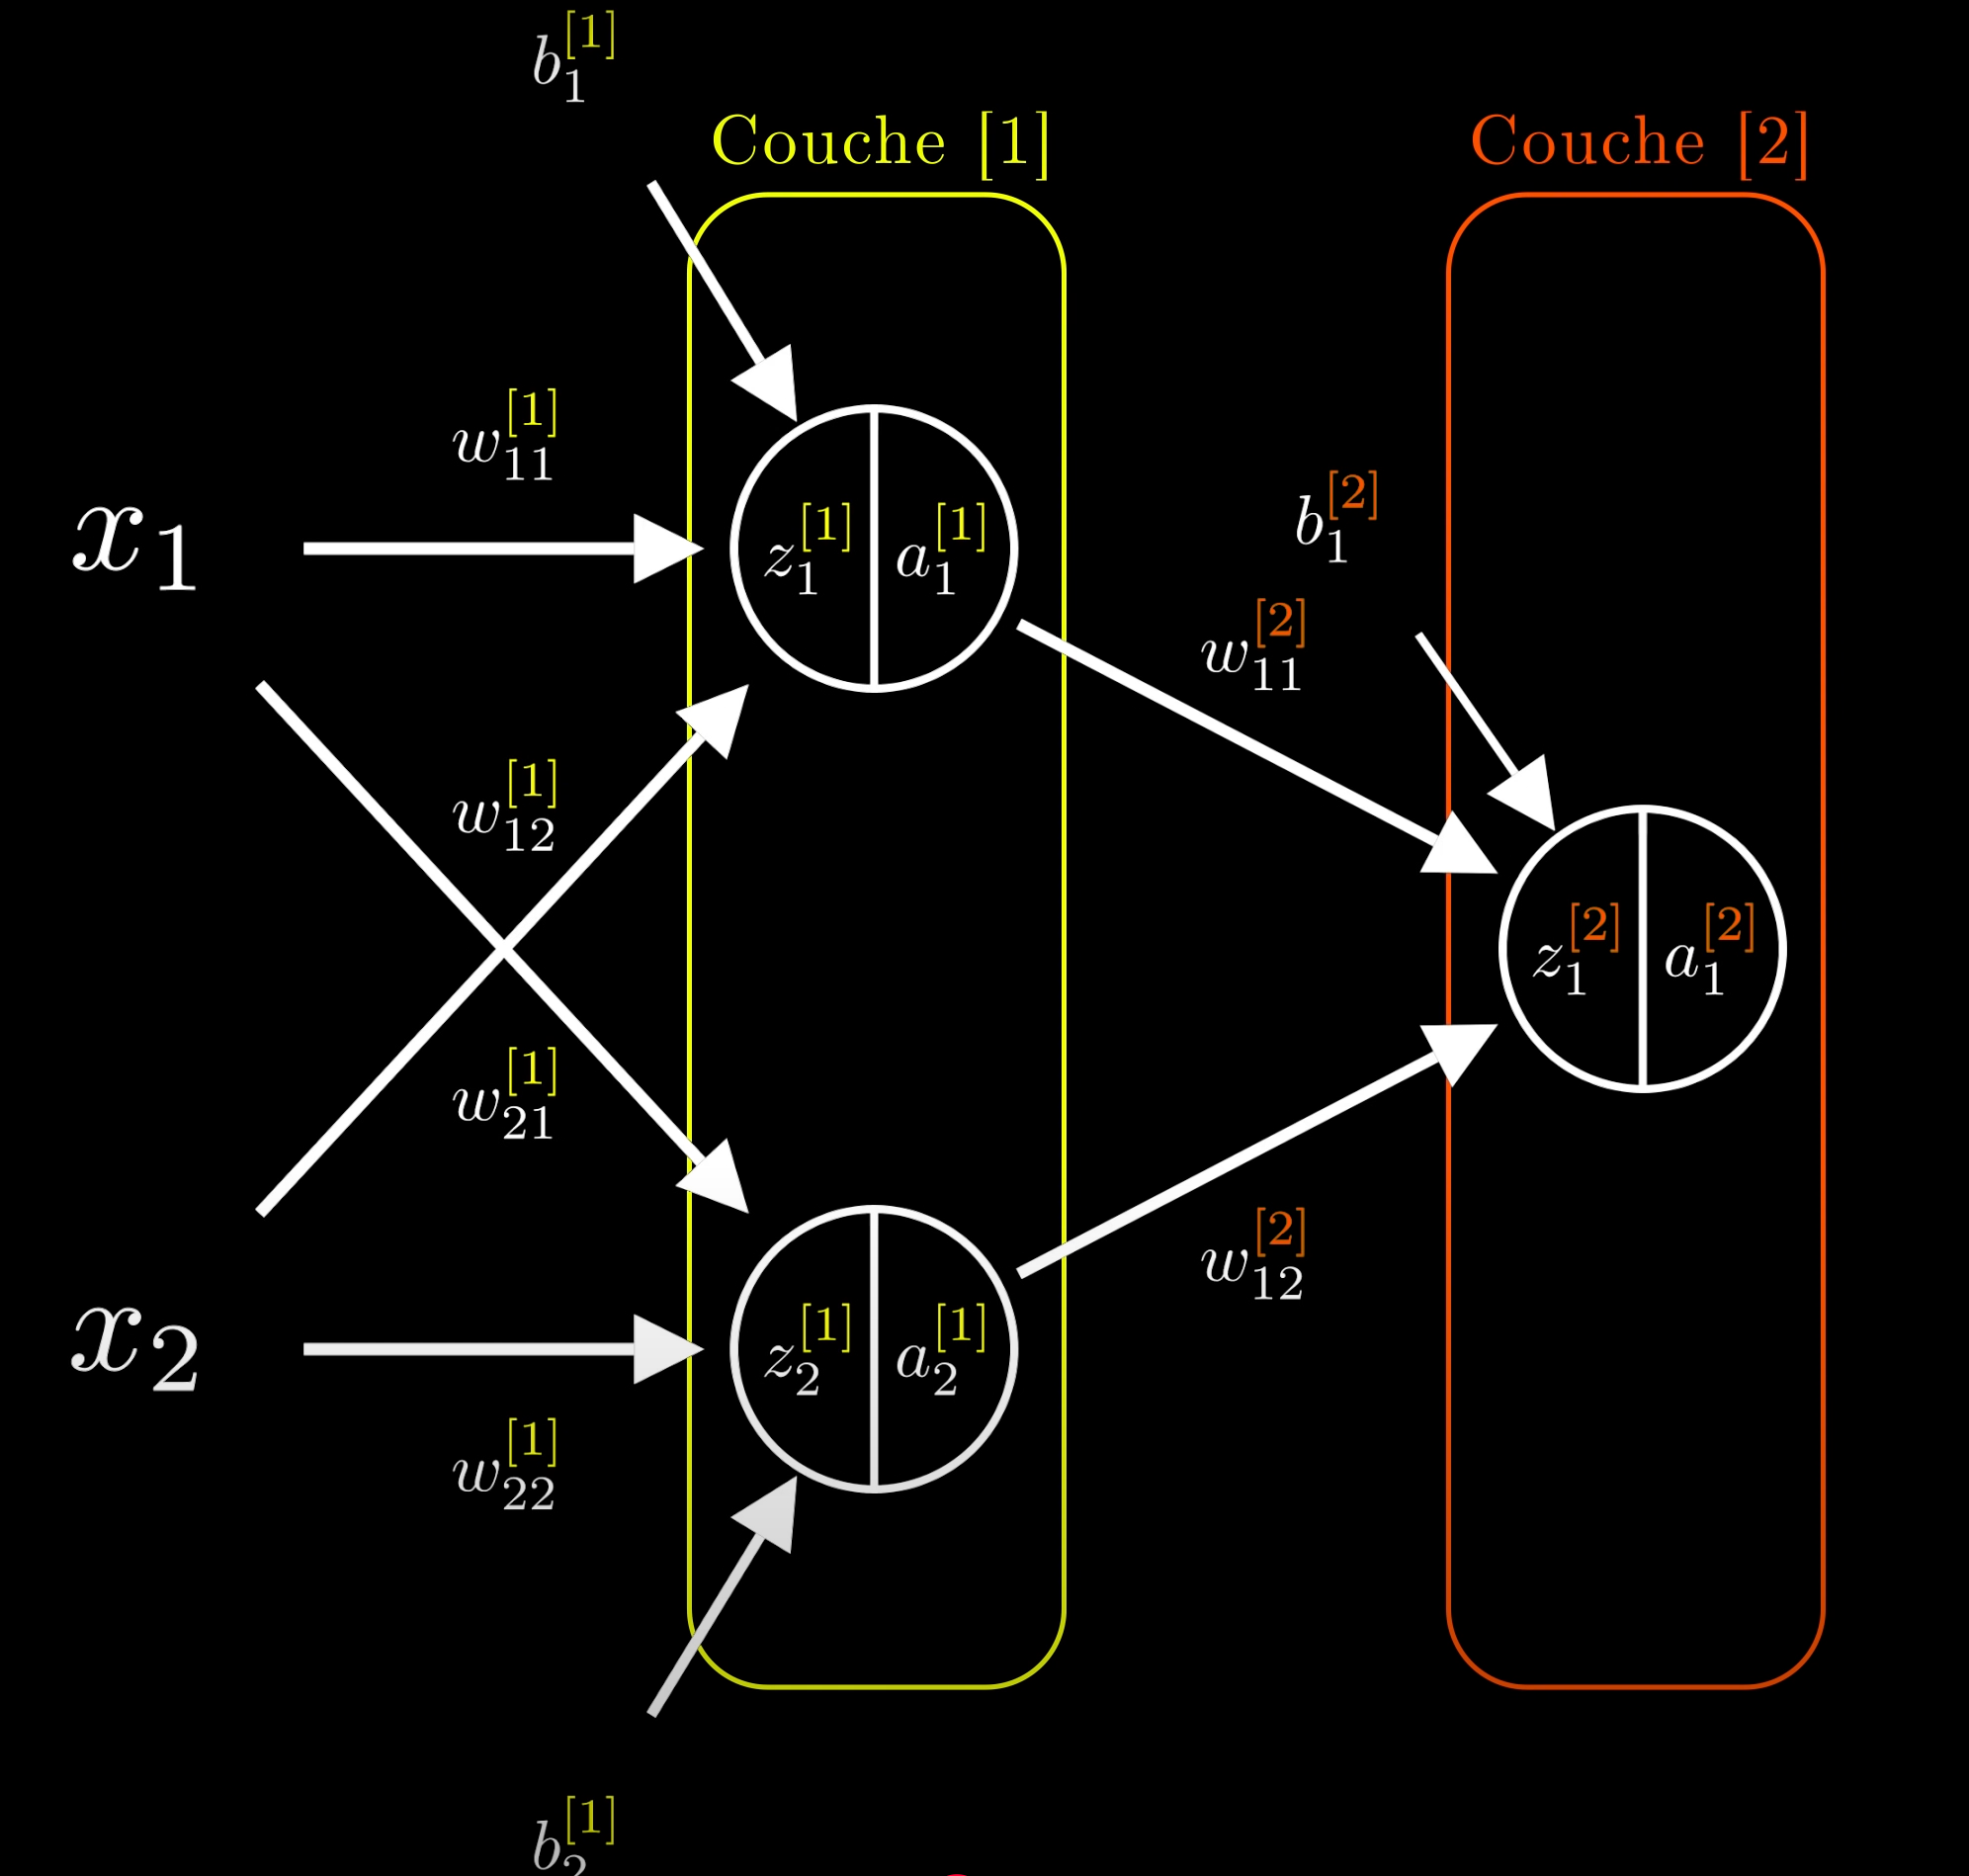 b_1^{[1]}
Couche [1]
Couche [2]
w_{11}^{[1]}
x_1
z_1^{[1]} a_1^{[1]}
b_1^{[2]}
w_{11}^{[2]}
w_{12}^{[1]}
z_1^{[2]} a_1^{[2]}
w_{21}^{[1]}
w_{12}^{[2]}
x_2
z_2^{[1]} a_2^{[1]}
w_{22}^{[1]}
b_2^{[1]}